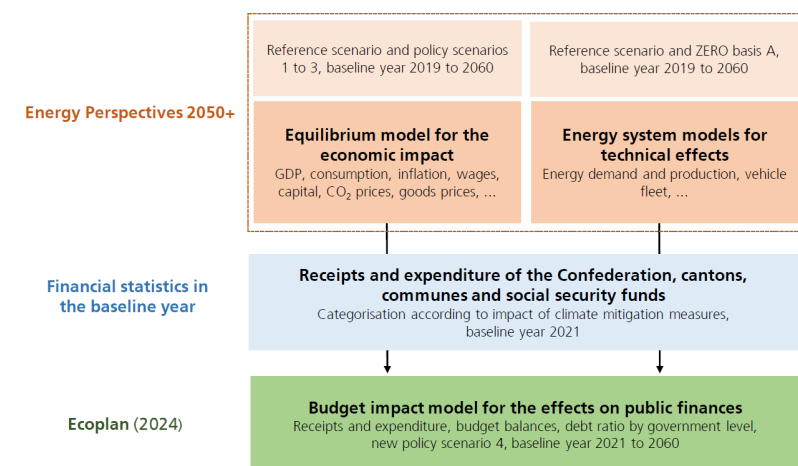 Reference scenario and policy scenarios
1 to 3, baseline year 2019 to 2060
Reference scenario and ZERO basis A,
baseline year 2019 to 2060
Energy Perspectives 2050+
Equilibrium model for the
economic impact
GDP, consumption, inflation, wages,
capital, CO₂ prices, goods prices, ...
Energy system models for
technical effects
Energy demand and production, vehicle
fleet, ...
Financial statistics in
the baseline year
Receipts and expenditure of the Confederation, cantons,
communes and social security funds
Categorisation according to impact of climate mitigation measures,
baseline year 2021
Ecoplan (2024)
Budget impact model for the effects on public finances
Receipts and expenditure, budget balances, debt ratio by government level,
new policy scenario 4, baseline year 2021 to 2060